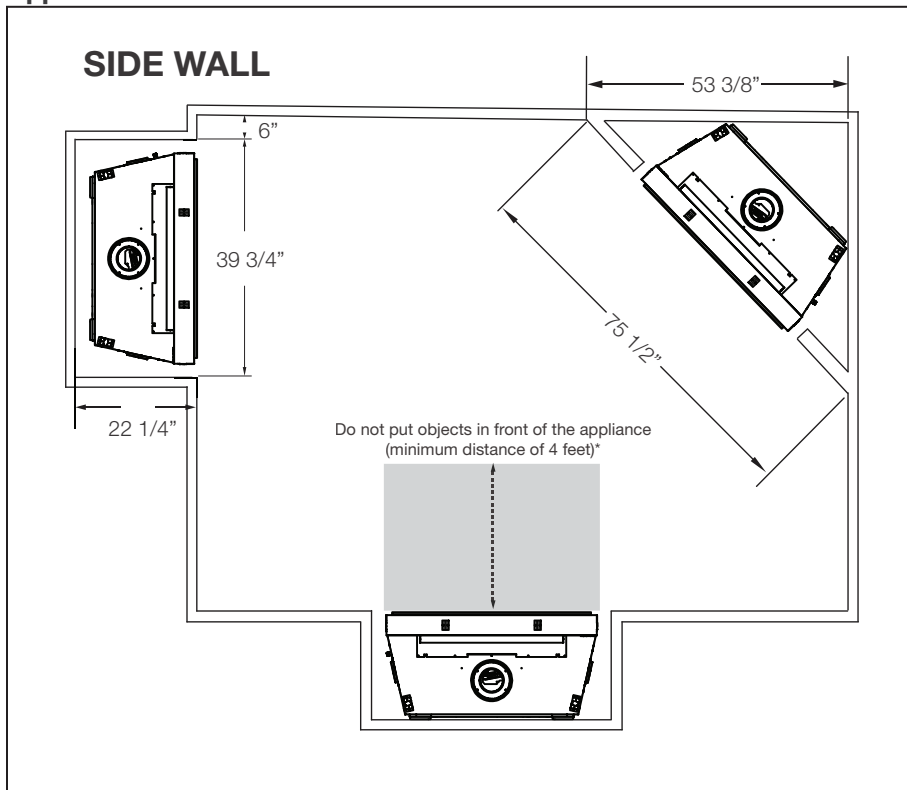 SIDE WALL
53 3/8”
6”
39 3/4”
75 1/2”
22 1/4”
Do not put objects in front of the appliance
(minimum distance of 4 feet)*